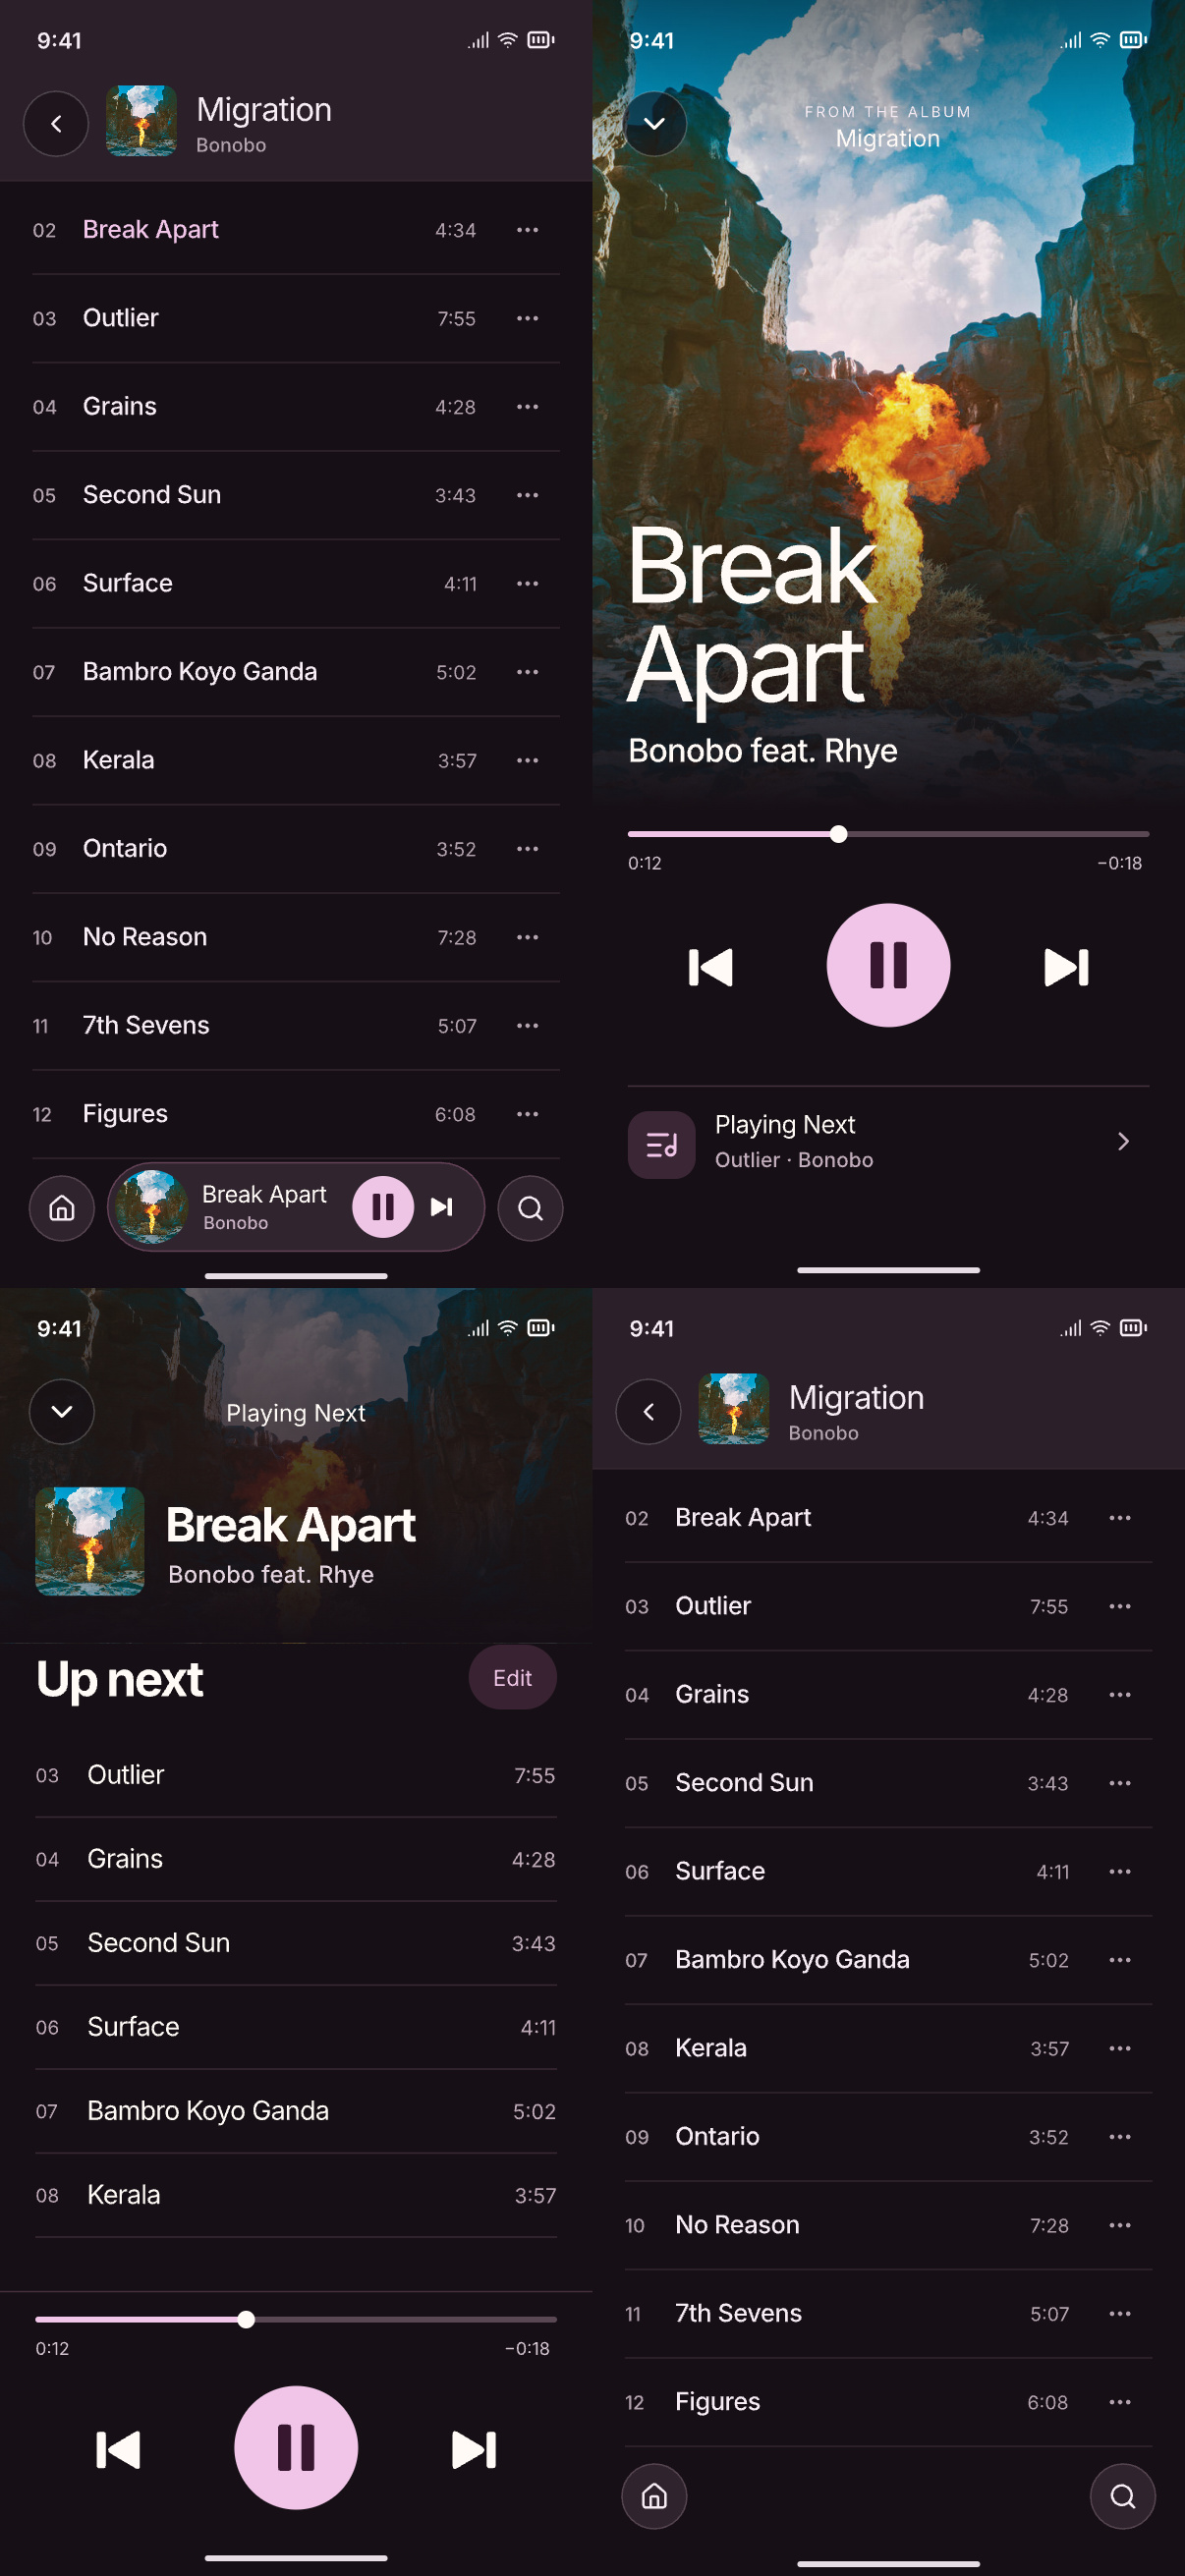 9:41
Migration
Bonobo
02 Break Apart 4:34
03 Outlier 7:55
04 Grains 4:28
05 Second Sun 3:43
06 Surface 4:11
07 Bambro Koyo Ganda 5:02
08 Kerala 3:57
09 Ontario 3:52
10 No Reason 7:28
11 7th Sevens 5:07
12 Figures 6:08
Break Apart
Bonobo
9:41
FROM THE ALBUM
Migration
Break
Apart
Bonobo feat. Rhye
0:12 −0:18
Playing Next
Outlier · Bonobo
9:41
Playing Next
Break Apart
Bonobo feat. Rhye
Up next Edit
03 Outlier 7:55
04 Grains 4:28
05 Second Sun 3:43
06 Surface 4:11
07 Bambro Koyo Ganda 5:02
08 Kerala 3:57
0:12 −0:18
9:41
Migration
Bonobo
02 Break Apart 4:34
03 Outlier 7:55
04 Grains 4:28
05 Second Sun 3:43
06 Surface 4:11
07 Bambro Koyo Ganda 5:02
08 Kerala 3:57
09 Ontario 3:52
10 No Reason 7:28
11 7th Sevens 5:07
12 Figures 6:08